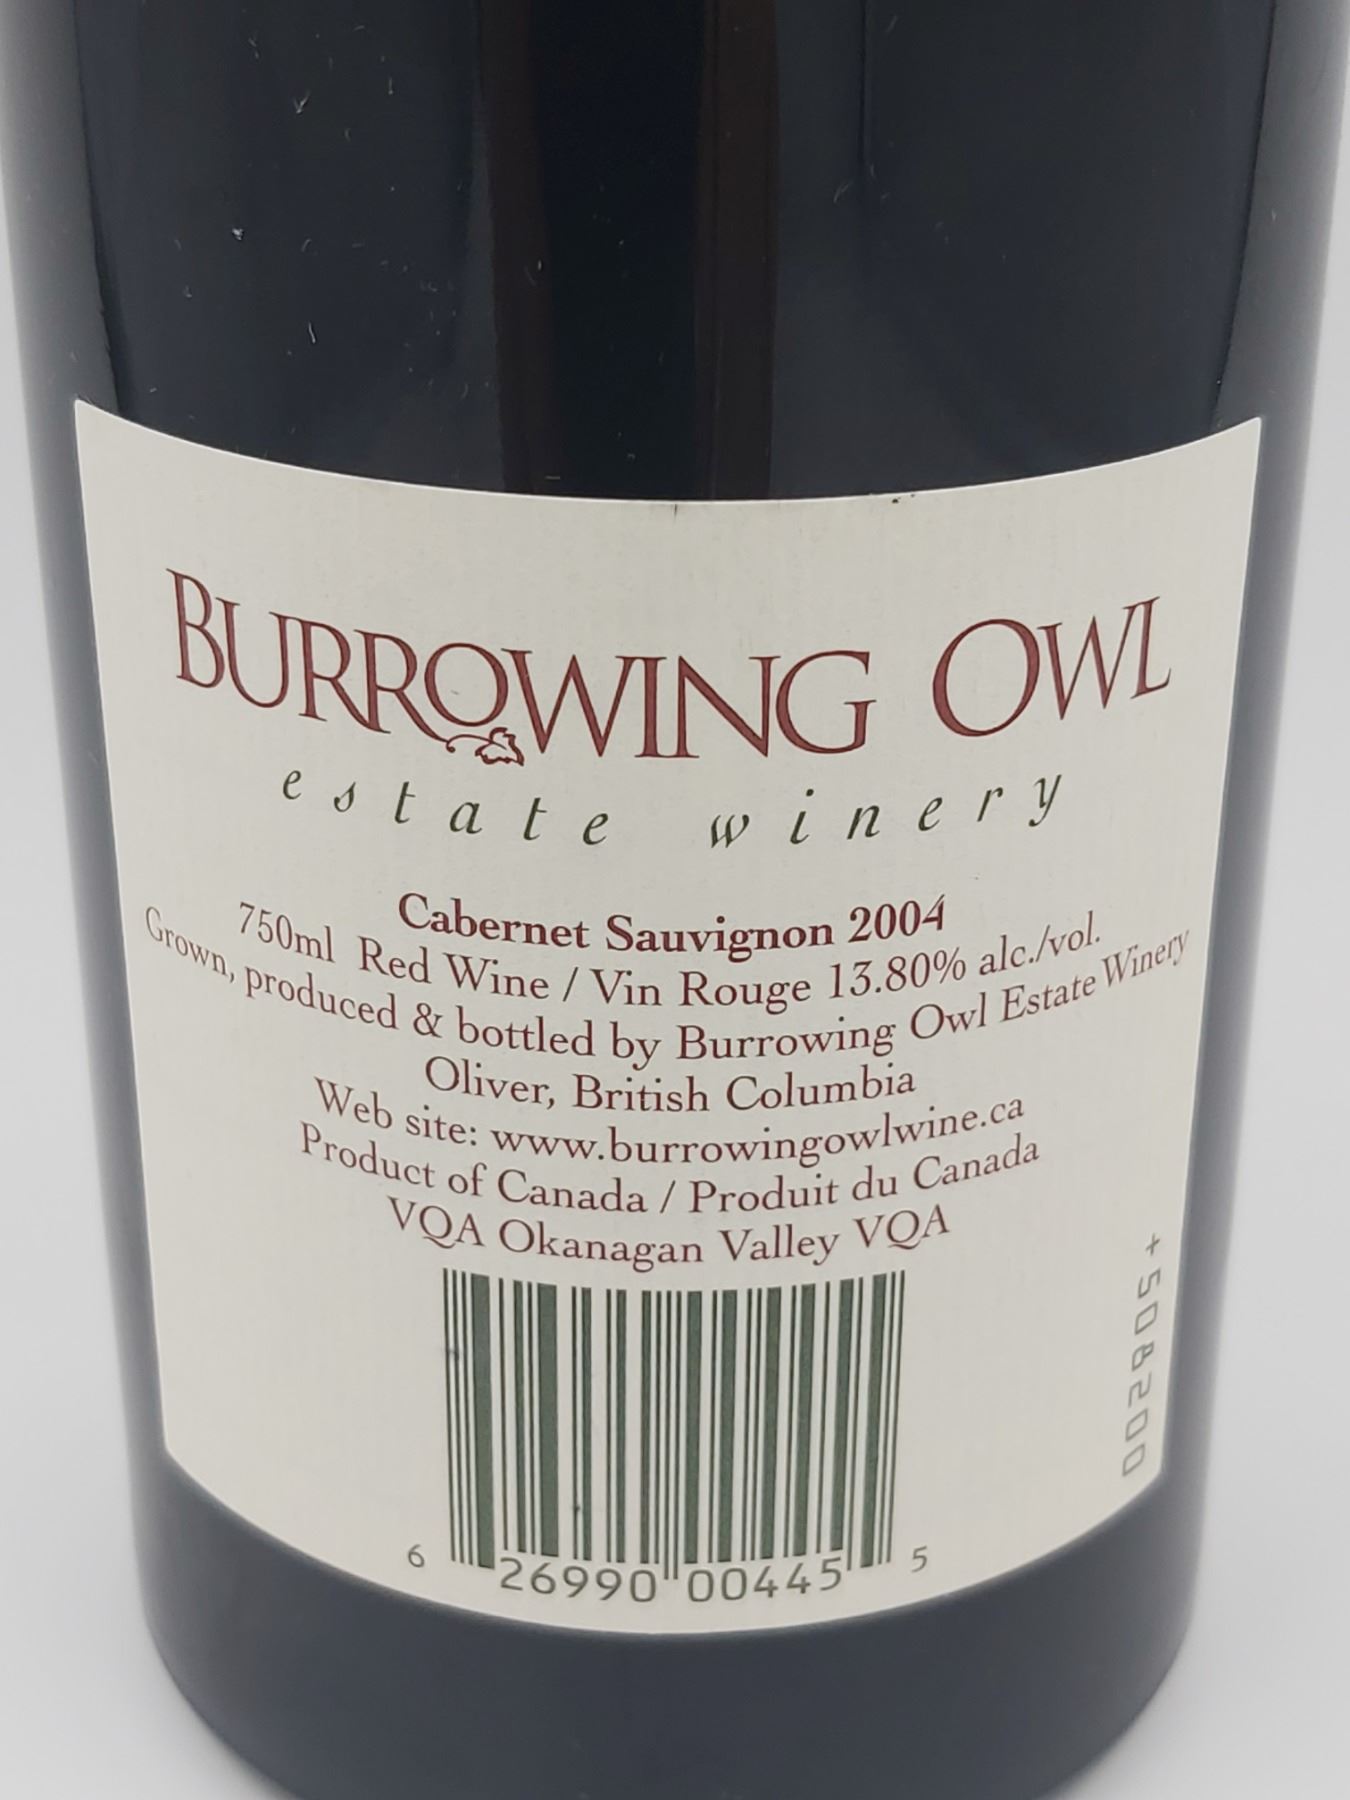 BURROWING OWL
estate winery
Cabernet Sauvignon 2004
750ml Red Wine / Vin Rouge 13.80% alc./vol.
Grown, produced & bottled by Burrowing Owl Estate Winery
Oliver, British Columbia
Web site: www.burrowingowlwine.ca
Product of Canada / Produit du Canada
VQA Okanagan Valley VQA
+508200
6 26990 00445 5